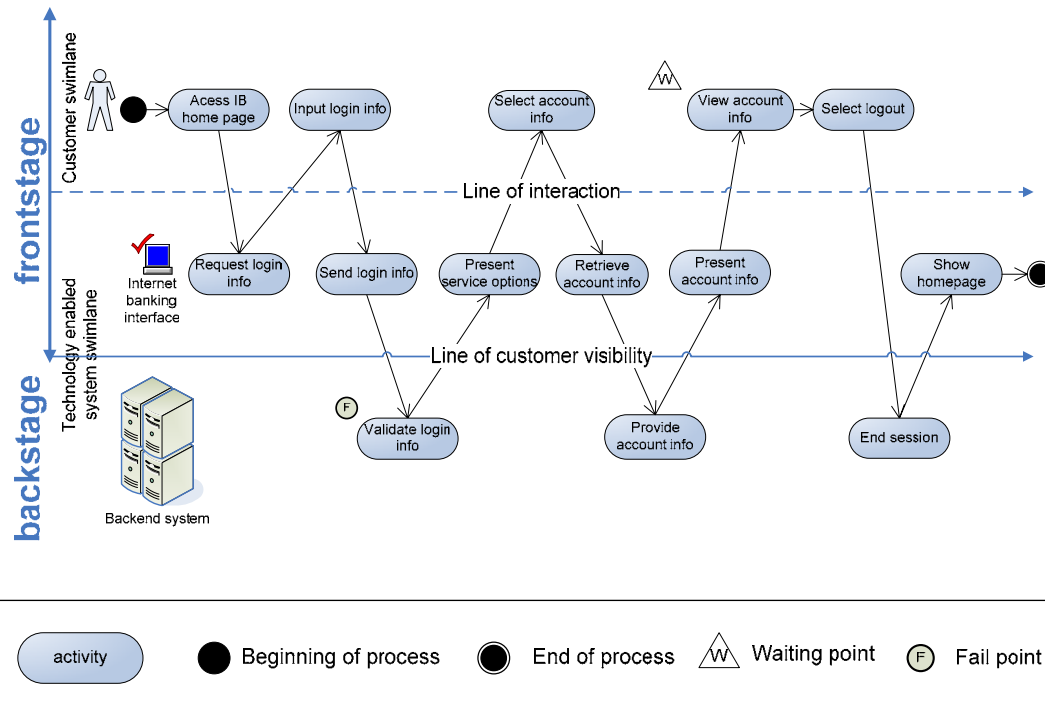 frontstage
backstage
Customer swimlane
Technology enabled
system swimlane
Acess IB
home page
Input login info
Select account
info
W
View account
info
Select logout
Line of interaction
Internet
banking
interface
Request login
info
Send login info
Present
service options
Retrieve
account info
Present
account info
Show
homepage
Line of customer visibility
Backend system
F
Validate login
info
Provide
account info
End session
activity
Beginning of process
End of process
W
Waiting point
F
Fail point